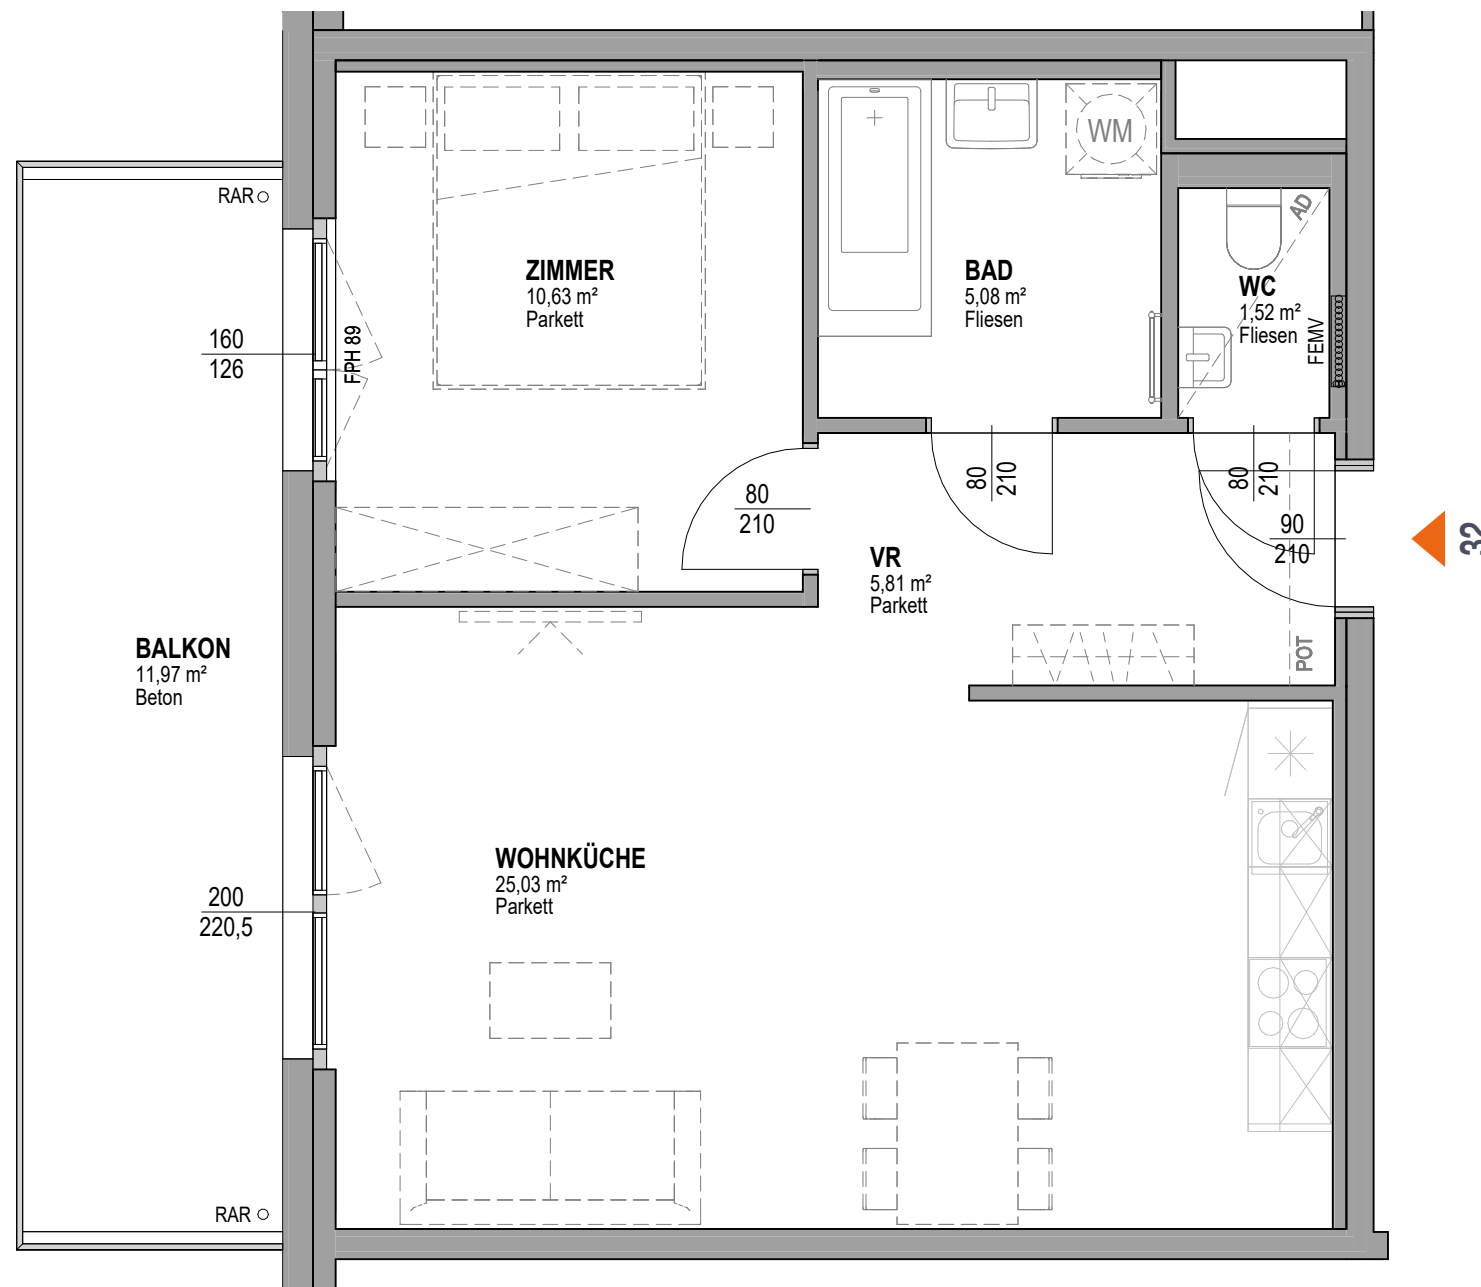 RAR
WM
AD
ZIMMER
10,63 m²
Parkett
BAD
5,08 m²
Fliesen
WC
1,52 m²
Fliesen
FEMV
160
126
FPH 89
80
210
80
210
80
210
90
210
32
VR
5,81 m²
Parkett
POT
BALKON
11,97 m²
Beton
WOHNKÜCHE
25,03 m²
Parkett
200
220,5
RAR